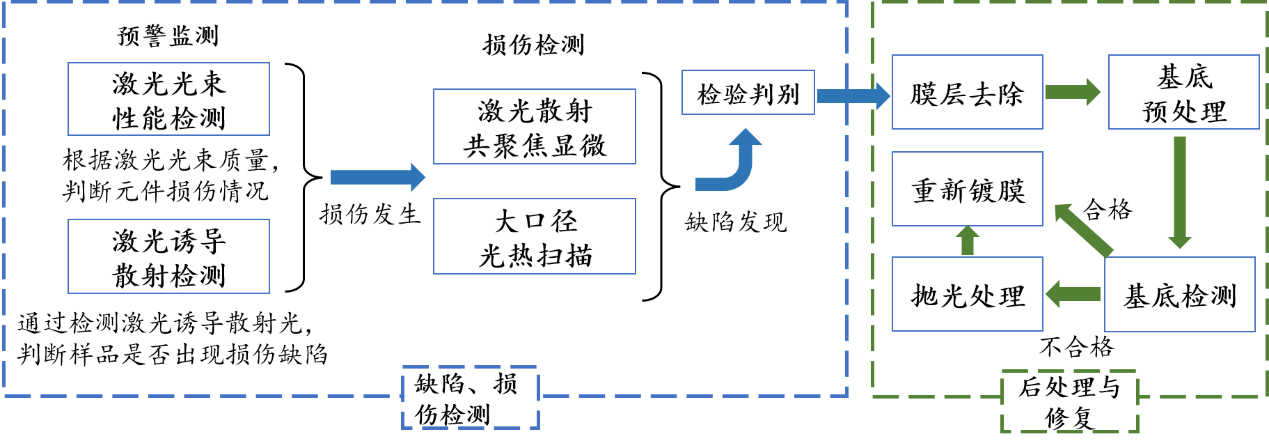 预警监测
激光光束
性能检测
根据激光光束质量，
判断元件损伤情况
激光诱导
散射检测
通过检测激光诱导散射光，
判断样品是否出现损伤缺陷
损伤发生
损伤检测
激光散射
共聚焦显微
大口径
光热扫描
检验判别
缺陷发现
缺陷、损
伤检测
膜层去除
基底
预处理
重新镀膜
合格
抛光处理
基底检测
不合格
后处理与
修复